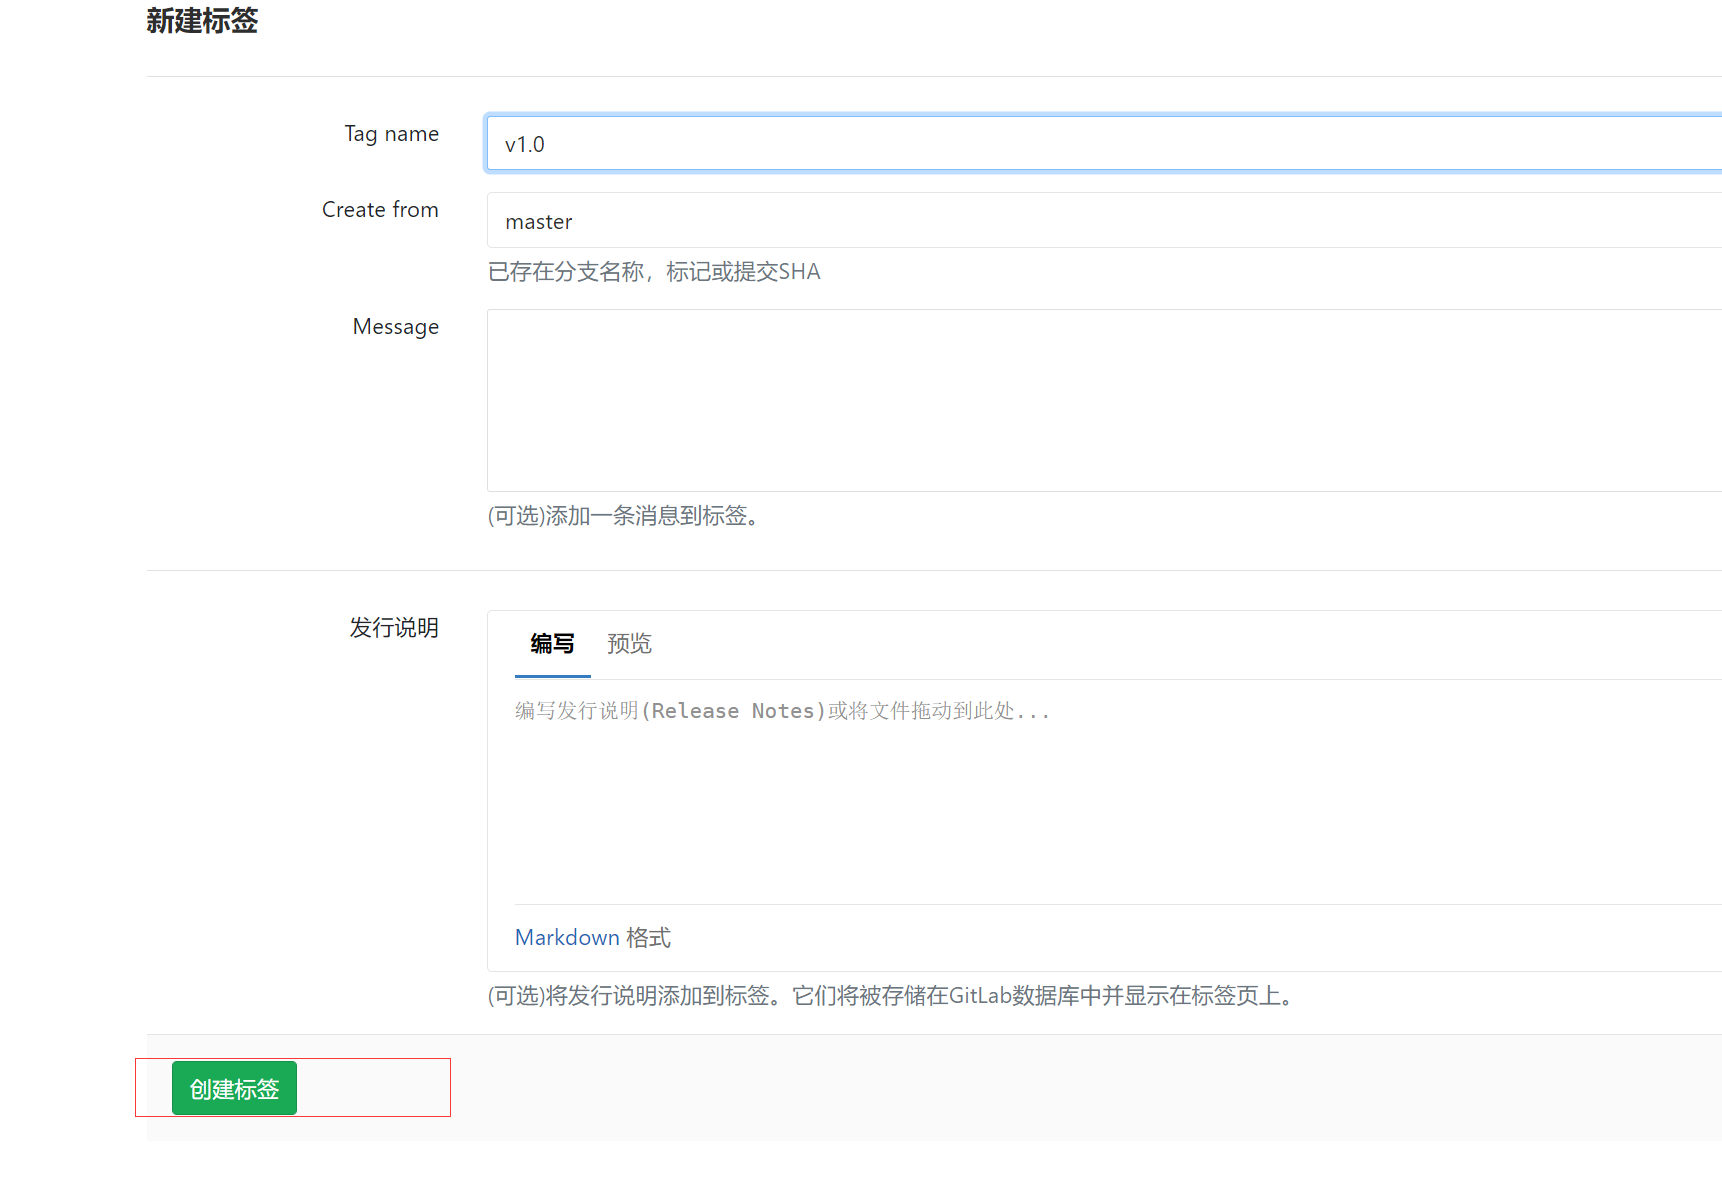 新建标签
Tag name
v1.0
Create from
master
已存在分支名称，标记或提交SHA
Message
(可选)添加一条消息到标签。
发行说明
编写 预览
编写发行说明(Release Notes)或将文件拖动到此处...
Markdown 格式
(可选)将发行说明添加到标签。它们将被存储在GitLab数据库中并显示在标签页上。
创建标签